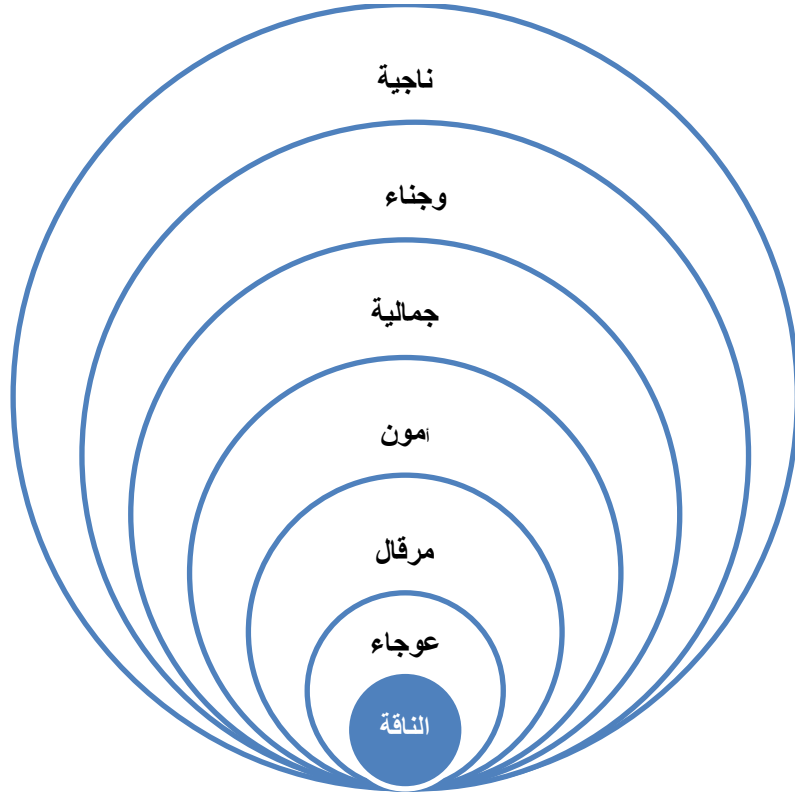 ناجية
وجناء
جمالية
أمون
مرقال
عوجاء
الناقة